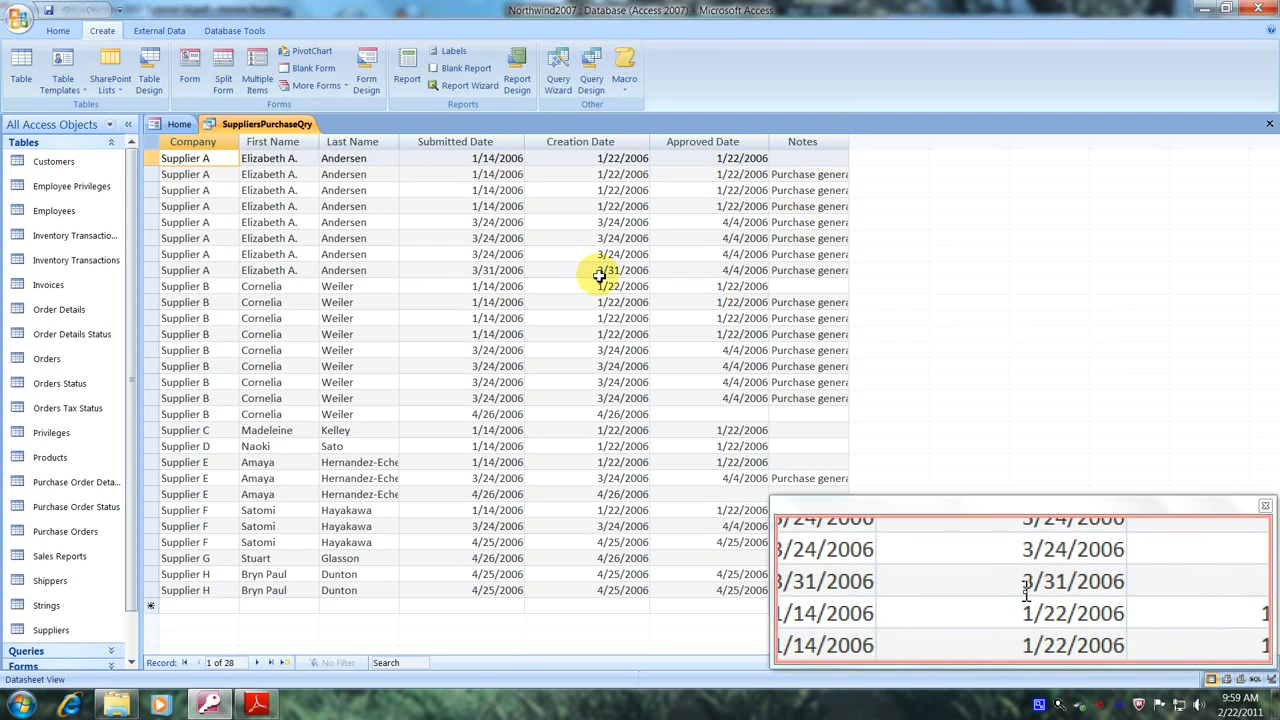 Northwind2007 : Database (Access 2007) - Microsoft Access
Home Create External Data Database Tools
Table Table Templates SharePoint Lists Table Design Form Split Form Multiple Items PivotChart Blank Form More Forms Form Design Report Labels Blank Report Report Wizard Report Design Query Wizard Query Design Macro
Tables Forms Reports Other
All Access Objects Home SuppliersPurchaseQry
Tables
Customers
Employee Privileges
Employees
Inventory Transactio...
Inventory Transactions
Invoices
Order Details
Order Details Status
Orders
Orders Status
Orders Tax Status
Privileges
Products
Purchase Order Deta...
Purchase Order Status
Purchase Orders
Sales Reports
Shippers
Strings
Suppliers
Queries
Forms
Company First Name Last Name Submitted Date Creation Date Approved Date Notes
Supplier A Elizabeth A. Andersen 1/14/2006 1/22/2006 1/22/2006
Supplier A Elizabeth A. Andersen 1/14/2006 1/22/2006 1/22/2006 Purchase genera
Supplier A Elizabeth A. Andersen 1/14/2006 1/22/2006 1/22/2006 Purchase genera
Supplier A Elizabeth A. Andersen 1/14/2006 1/22/2006 1/22/2006 Purchase genera
Supplier A Elizabeth A. Andersen 3/24/2006 3/24/2006 4/4/2006 Purchase genera
Supplier A Elizabeth A. Andersen 3/24/2006 3/24/2006 4/4/2006 Purchase genera
Supplier A Elizabeth A. Andersen 3/24/2006 3/24/2006 4/4/2006 Purchase genera
Supplier A Elizabeth A. Andersen 3/31/2006 3/31/2006 4/4/2006 Purchase genera
Supplier B Cornelia Weiler 1/14/2006 1/22/2006 1/22/2006
Supplier B Cornelia Weiler 1/14/2006 1/22/2006 1/22/2006 Purchase genera
Supplier B Cornelia Weiler 1/14/2006 1/22/2006 1/22/2006 Purchase genera
Supplier B Cornelia Weiler 1/14/2006 1/22/2006 1/22/2006 Purchase genera
Supplier B Cornelia Weiler 3/24/2006 3/24/2006 4/4/2006 Purchase genera
Supplier B Cornelia Weiler 3/24/2006 3/24/2006 4/4/2006 Purchase genera
Supplier B Cornelia Weiler 3/24/2006 3/24/2006 4/4/2006 Purchase genera
Supplier B Cornelia Weiler 3/24/2006 3/24/2006 4/4/2006 Purchase genera
Supplier B Cornelia Weiler 4/26/2006 4/26/2006
Supplier C Madeleine Kelley 1/14/2006 1/22/2006 1/22/2006
Supplier D Naoki Sato 1/14/2006 1/22/2006 1/22/2006
Supplier E Amaya Hernandez-Eche 1/14/2006 1/22/2006 1/22/2006
Supplier E Amaya Hernandez-Eche 3/24/2006 3/24/2006 4/4/2006 Purchase genera
Supplier E Amaya Hernandez-Eche 4/26/2006 4/26/2006
Supplier F Satomi Hayakawa 1/14/2006 1/22/2006 1/22/2006
Supplier F Satomi Hayakawa 3/24/2006 3/24/2006 4/4/2006
Supplier F Satomi Hayakawa 4/25/2006 4/25/2006 4/25/2006
Supplier G Stuart Glasson 4/26/2006 4/26/2006
Supplier H Bryn Paul Dunton 4/25/2006 4/25/2006 4/25/2006
Supplier H Bryn Paul Dunton 4/25/2006 4/25/2006 4/25/2006
3/24/2006 3/24/2006
3/24/2006 3/24/2006
3/31/2006 3/31/2006
1/14/2006 1/22/2006 1
1/14/2006 1/22/2006 1
Record: 1 of 28 No Filter Search
Datasheet View SQL
9:59 AM
2/22/2011